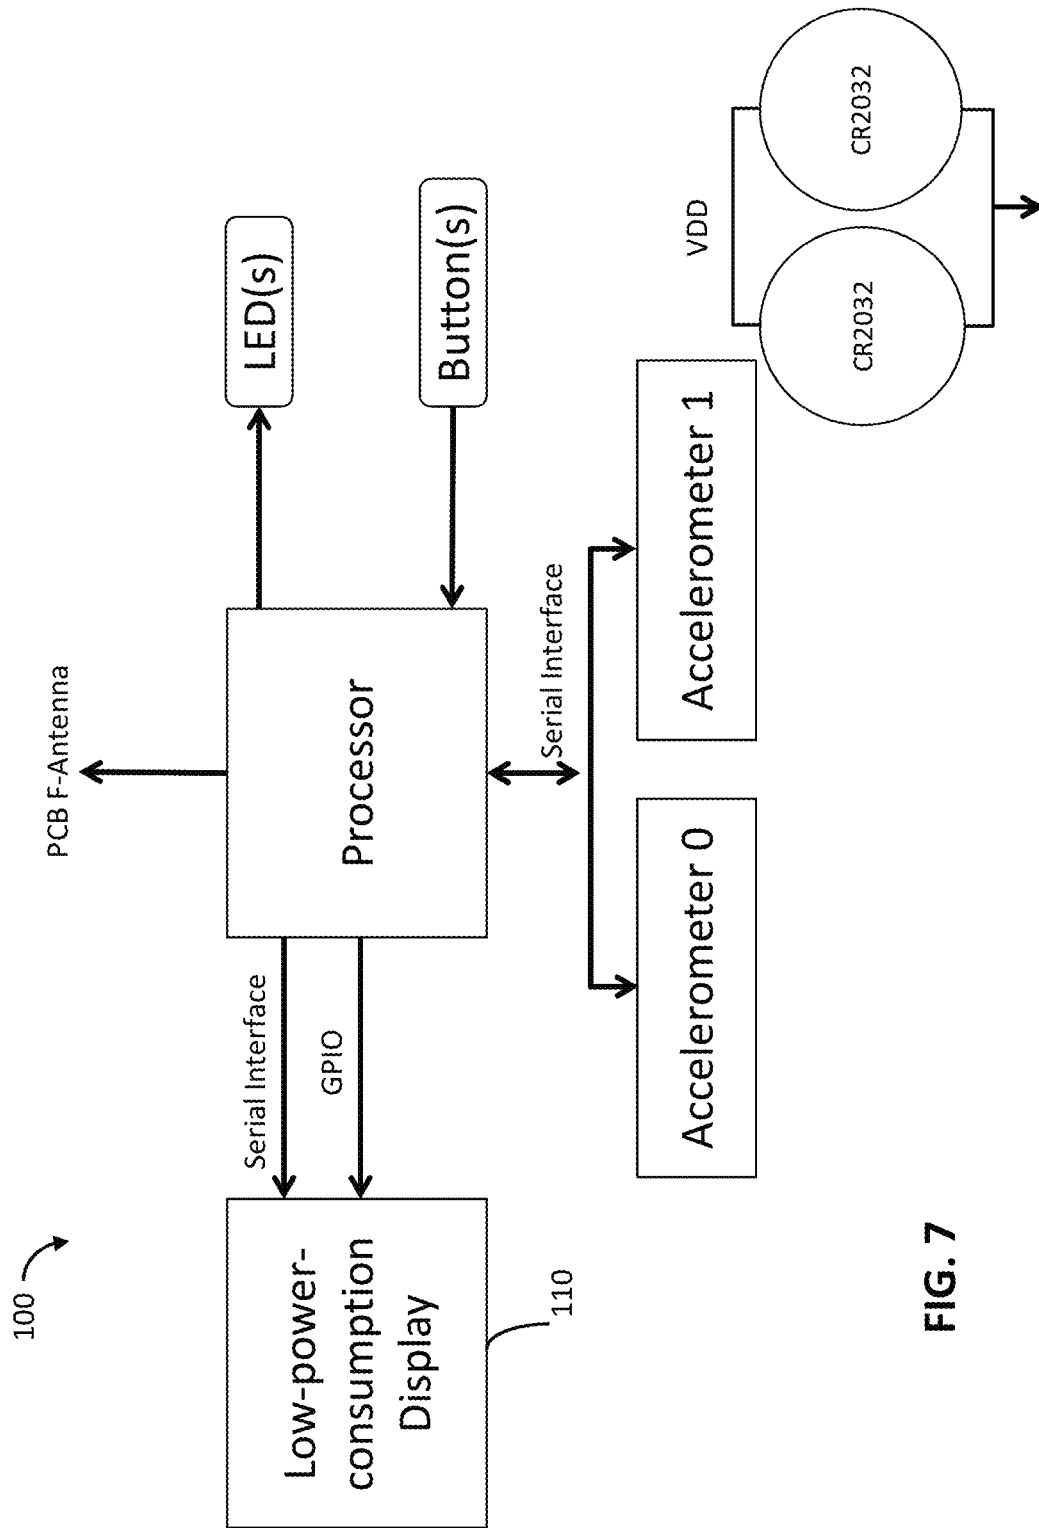 100
PCB F-Antenna
Low-power-
consumption
Display
110
Serial Interface
GPIO
Processor
LED(s)
Button(s)
Serial Interface
Accelerometer 0
Accelerometer 1
VDD
CR2032
CR2032
FIG. 7